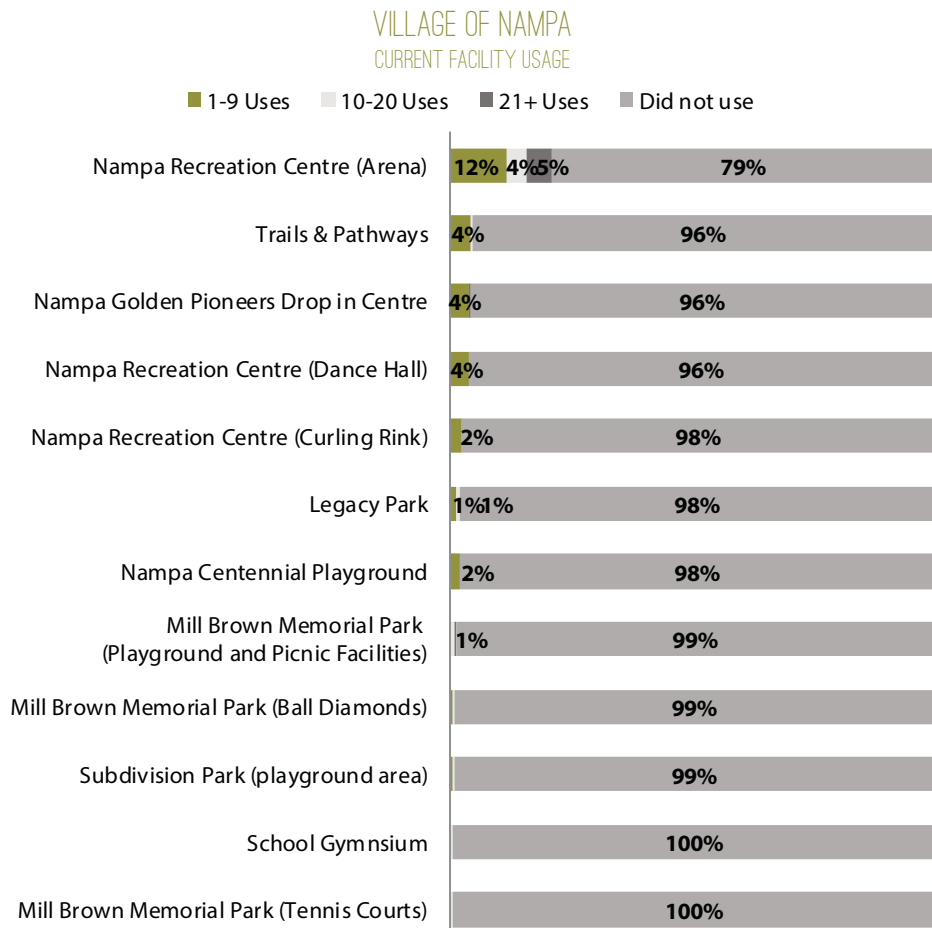 VILLAGE OF NAMPA
CURRENT FACILITY USAGE
1-9 Uses 10-20 Uses 21+ Uses Did not use
Nampa Recreation Centre (Arena) 12% 4% 5% 79%
Trails & Pathways 4% 96%
Nampa Golden Pioneers Drop in Centre 4% 96%
Nampa Recreation Centre (Dance Hall) 4% 96%
Nampa Recreation Centre (Curling Rink) 2% 98%
Legacy Park 1% 1% 98%
Nampa Centennial Playground 2% 98%
Mill Brown Memorial Park
(Playground and Picnic Facilities) 1% 99%
Mill Brown Memorial Park (Ball Diamonds) 99%
Subdivision Park (playground area) 99%
School Gymnsium 100%
Mill Brown Memorial Park (Tennis Courts) 100%